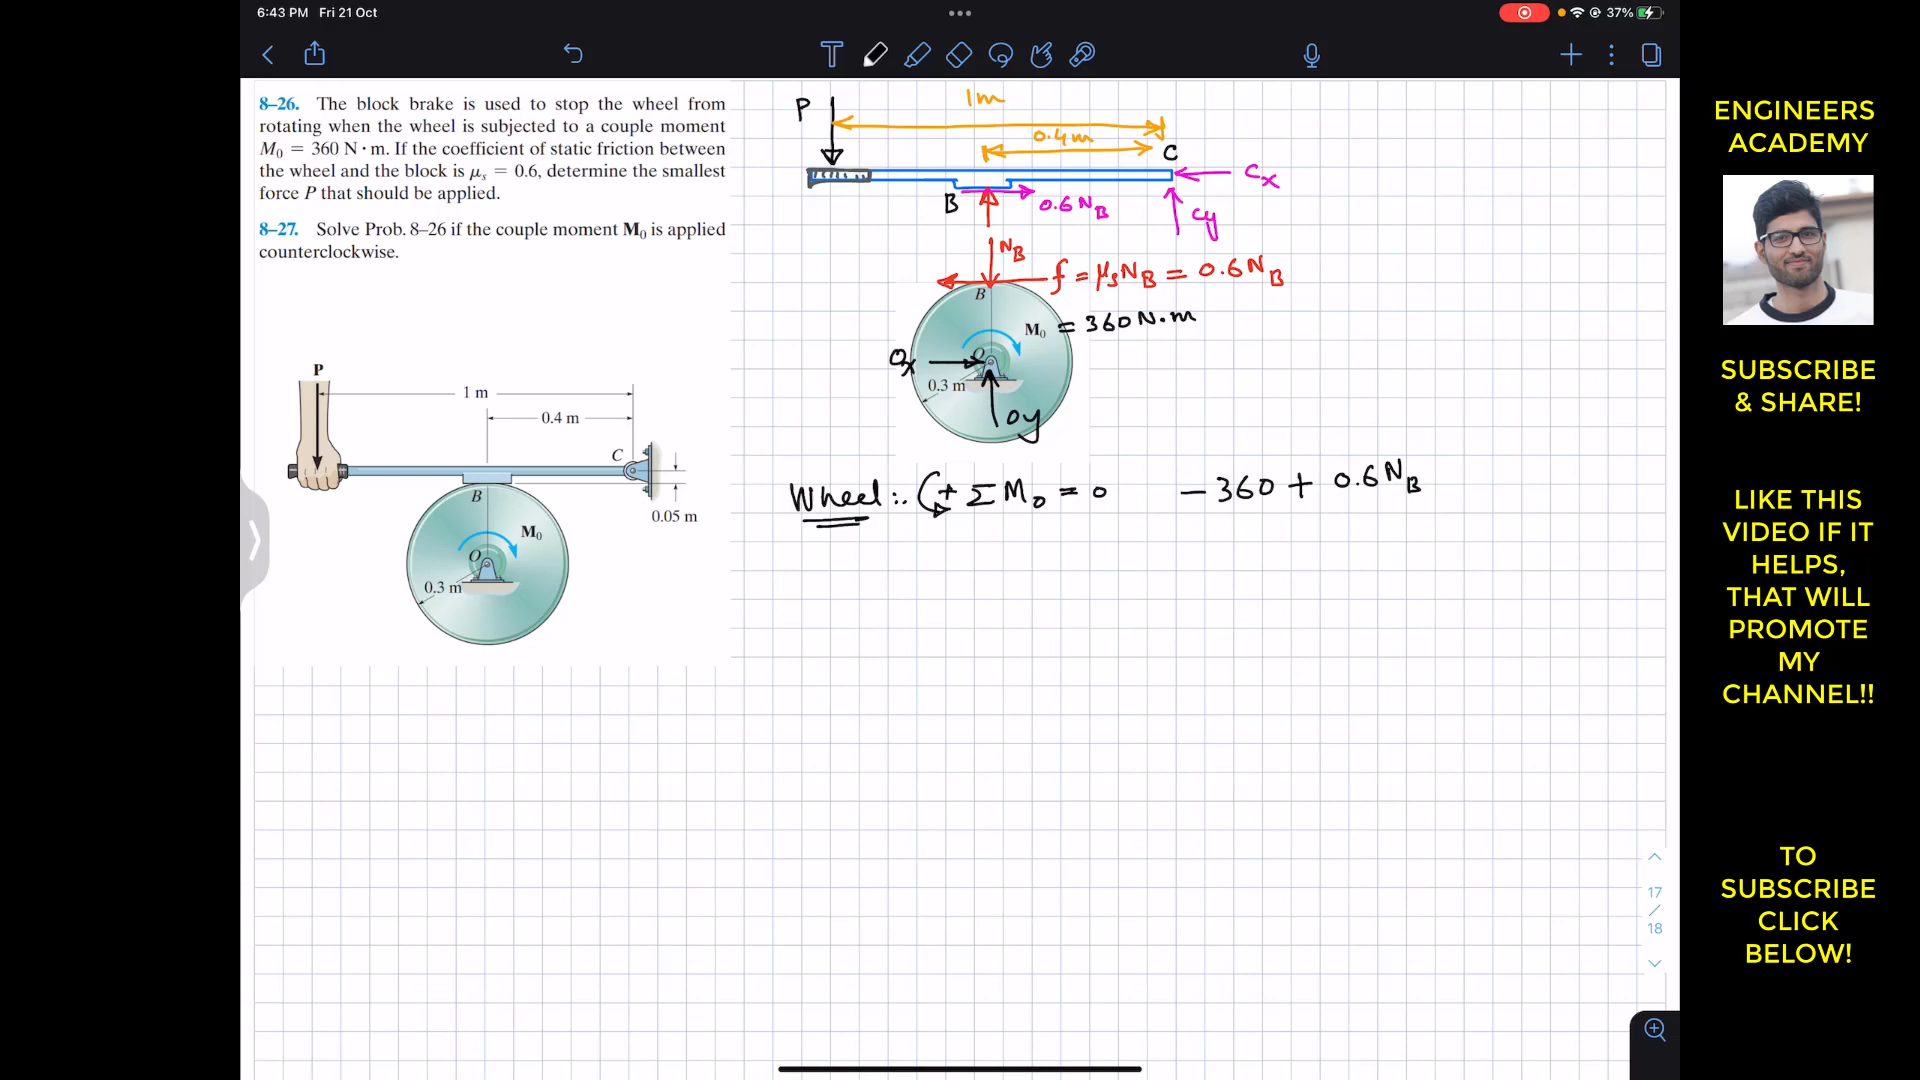 6:43 PM Fri 21 Oct
37%
8–26. The block brake is used to stop the wheel from
rotating when the wheel is subjected to a couple moment
M₀ = 360 N · m. If the coefficient of static friction between
the wheel and the block is μₛ = 0.6, determine the smallest
force P that should be applied.
8–27. Solve Prob. 8–26 if the couple moment M₀ is applied
counterclockwise.
P
1 m
0.4 m
C
B
0.05 m
M₀
O
0.3 m
P
1m
0.4m
C
Cx
B
0.6 NB
Cy
NB
f = μs NB = 0.6 NB
B
M₀ = 360 N·m
Ox
O
0.3 m
Oy
Wheel:. + ΣMo = 0 − 360 + 0.6 NB
17
/
18
ENGINEERS
ACADEMY
SUBSCRIBE
& SHARE!
LIKE THIS
VIDEO IF IT
HELPS,
THAT WILL
PROMOTE
MY
CHANNEL!!
TO
SUBSCRIBE
CLICK
BELOW!